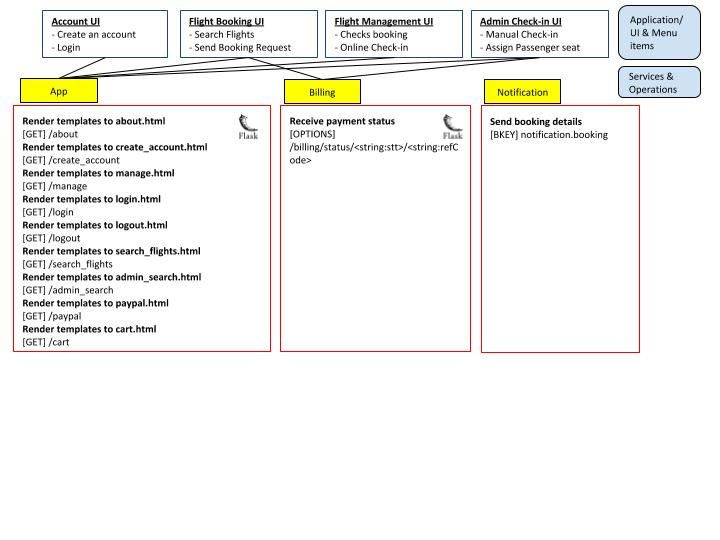 Account UI
- Create an account
- Login
Flight Booking UI
- Search Flights
- Send Booking Request
Flight Management UI
- Checks booking
- Online Check-in
Admin Check-in UI
- Manual Check-in
- Assign Passenger seat
Application/
UI & Menu
items
Services &
Operations
App
Billing
Notification
Render templates to about.html
[GET] /about
Render templates to create_account.html
[GET] /create_account
Render templates to manage.html
[GET] /manage
Render templates to login.html
[GET] /login
Render templates to logout.html
[GET] /logout
Render templates to search_flights.html
[GET] /search_flights
Render templates to admin_search.html
[GET] /admin_search
Render templates to paypal.html
[GET] /paypal
Render templates to cart.html
[GET] /cart
Flask
Receive payment status
[OPTIONS]
/billing/status/<string:stt>/<string:refC
ode>
Flask
Send booking details
[BKEY] notification.booking